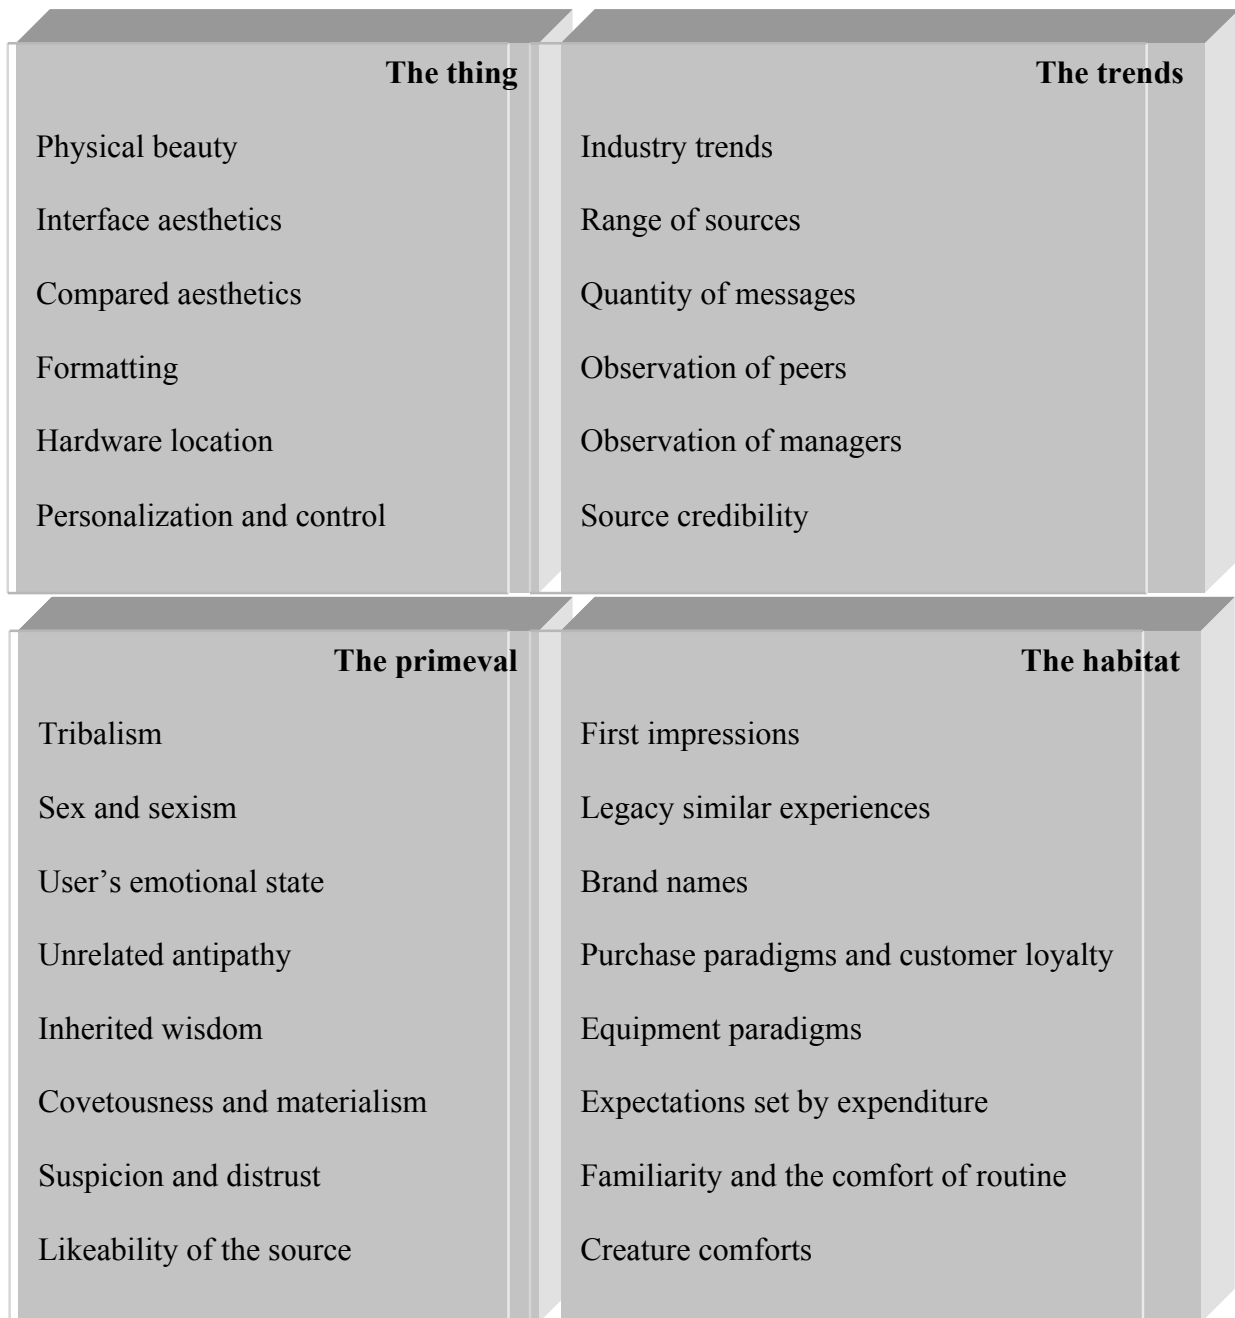 The thing
Physical beauty
Interface aesthetics
Compared aesthetics
Formatting
Hardware location
Personalization and control
The trends
Industry trends
Range of sources
Quantity of messages
Observation of peers
Observation of managers
Source credibility
The primeval
Tribalism
Sex and sexism
User’s emotional state
Unrelated antipathy
Inherited wisdom
Covetousness and materialism
Suspicion and distrust
Likeability of the source
The habitat
First impressions
Legacy similar experiences
Brand names
Purchase paradigms and customer loyalty
Equipment paradigms
Expectations set by expenditure
Familiarity and the comfort of routine
Creature comforts